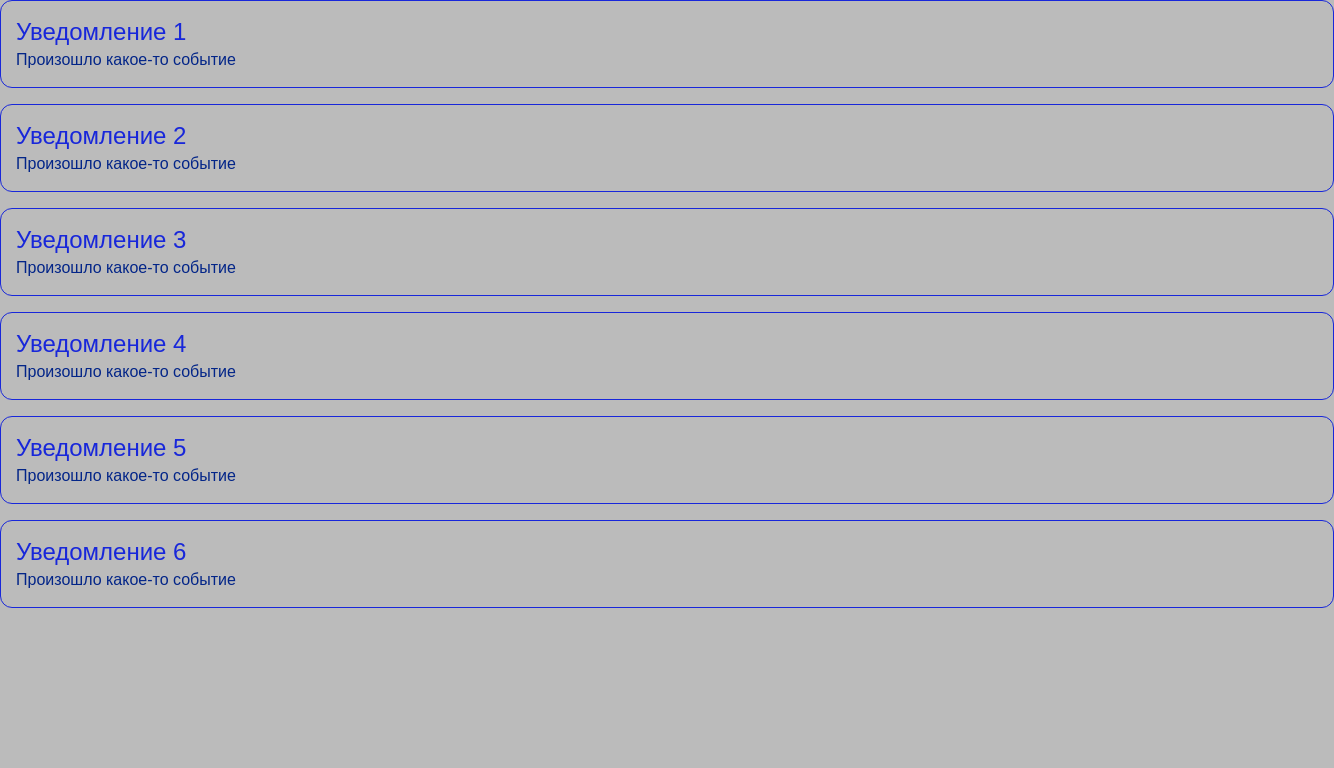 Уведомление 1
Произошло какое-то событие
Уведомление 2
Произошло какое-то событие
Уведомление 3
Произошло какое-то событие
Уведомление 4
Произошло какое-то событие
Уведомление 5
Произошло какое-то событие
Уведомление 6
Произошло какое-то событие